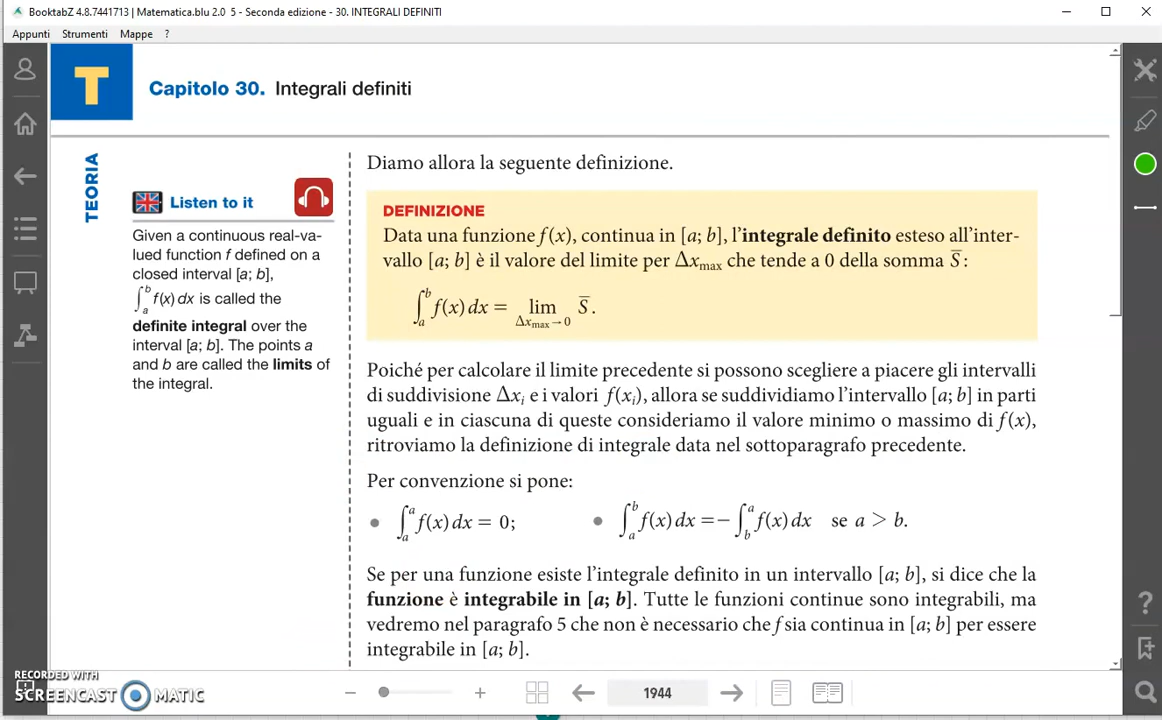 BooktabZ 4.8.7441713 | Matematica.blu 2.0 5 - Seconda edizione - 30. INTEGRALI DEFINITI
Appunti Strumenti Mappe ?
T
Capitolo 30. Integrali definiti
TEORIA
Listen to it
Given a continuous real-va-
lued function f defined on a
closed interval [a; b],
∫_a^b f(x) dx is called the
definite integral over the
interval [a; b]. The points a
and b are called the limits of
the integral.
Diamo allora la seguente definizione.
DEFINIZIONE
Data una funzione f(x), continua in [a; b], l'integrale definito esteso all'inter-
vallo [a; b] è il valore del limite per Δx_max che tende a 0 della somma S̅:
∫_a^b f(x) dx = lim_{Δx_max→0} S̅.
Poiché per calcolare il limite precedente si possono scegliere a piacere gli intervalli
di suddivisione Δx_i e i valori f(x_i), allora se suddividiamo l'intervallo [a; b] in parti
uguali e in ciascuna di queste consideriamo il valore minimo o massimo di f(x),
ritroviamo la definizione di integrale data nel sottoparagrafo precedente.
Per convenzione si pone:
• ∫_a^a f(x) dx = 0; • ∫_a^b f(x) dx = −∫_b^a f(x) dx se a > b.
Se per una funzione esiste l'integrale definito in un intervallo [a; b], si dice che la
funzione è integrabile in [a; b]. Tutte le funzioni continue sono integrabili, ma
vedremo nel paragrafo 5 che non è necessario che f sia continua in [a; b] per essere
integrabile in [a; b].
RECORDED WITH
SCREENCAST MATIC
1944
?